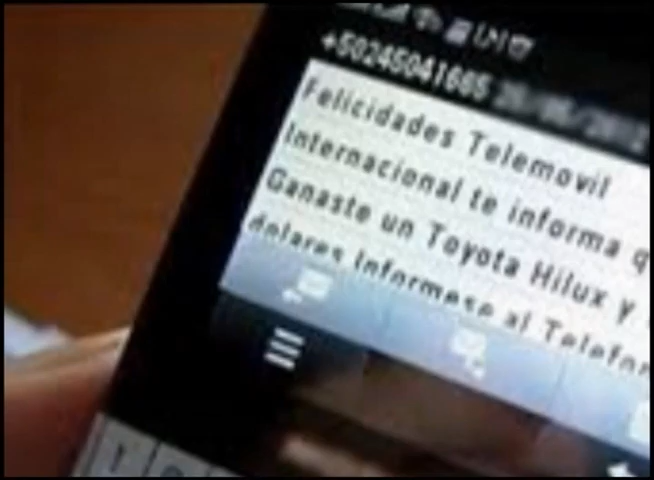 +50245041665
Felicidades Telemovil
Internacional te informa q
Ganaste un Toyota Hilux y
dolares Informese al Telefon